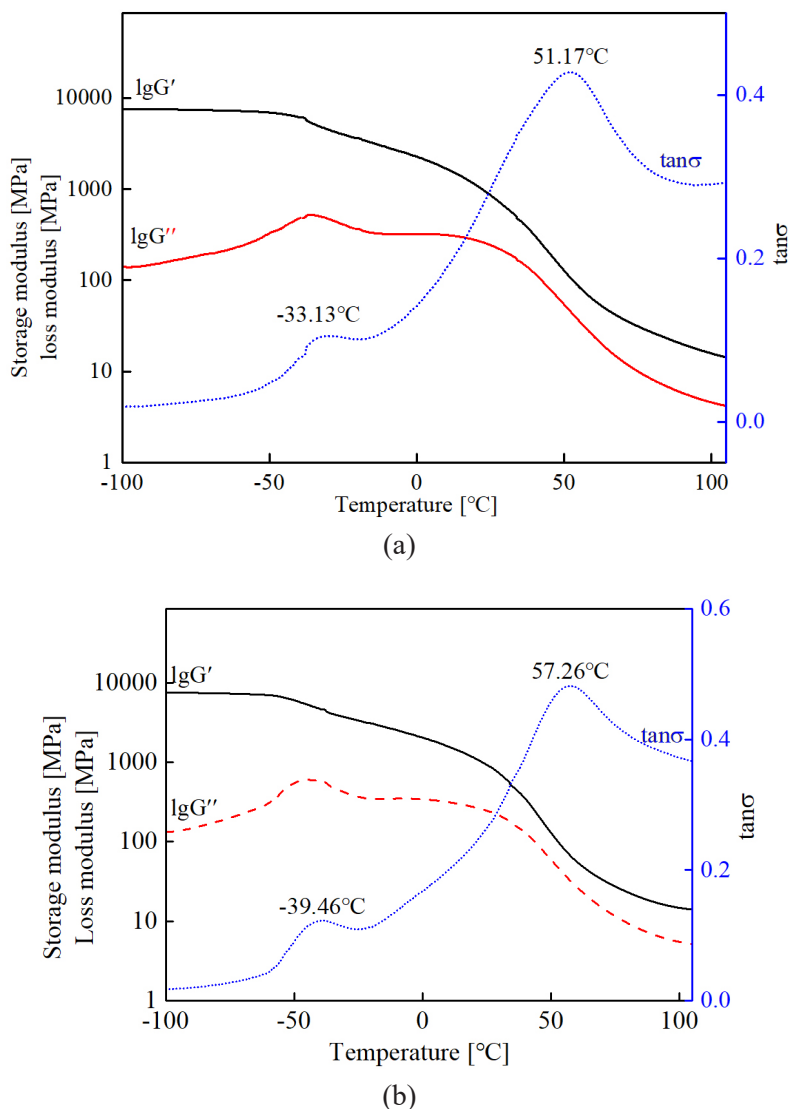 51.17°C
lgG′
10000
0.4
tanσ
1000
lgG′′
Storage modulus [MPa]
loss modulus [MPa]
tanσ
100
0.2
-33.13°C
10
0.0
1
-100
-50
0
50
100
Temperature [°C]
(a)
0.6
lgG′
57.26°C
10000
tanσ
0.4
1000
lgG′′
Storage modulus [MPa]
Loss modulus [MPa]
tanσ
100
0.2
-39.46°C
10
1
0.0
-100
-50
0
50
100
Temperature [°C]
(b)